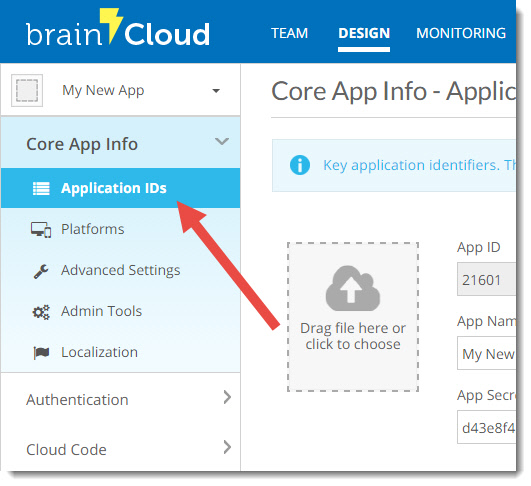 brainCloud
TEAM DESIGN MONITORING
My New App
Core App Info
Application IDs
Platforms
Advanced Settings
Admin Tools
Localization
Authentication
Cloud Code
Core App Info - Applic
Key application identifiers. Th
Drag file here or
click to choose
App ID
21601
App Nam
My New
App Secre
d43e8f4